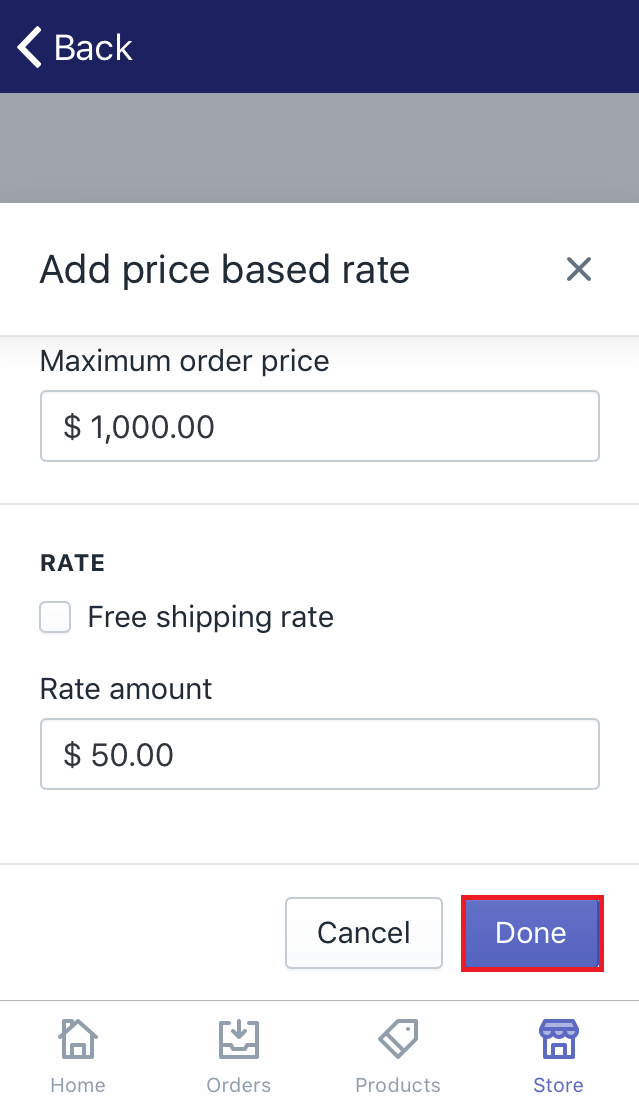 Back
Add price based rate
Maximum order price
$ 1,000.00
RATE
Free shipping rate
Rate amount
$ 50.00
Cancel Done
Home Orders Products Store